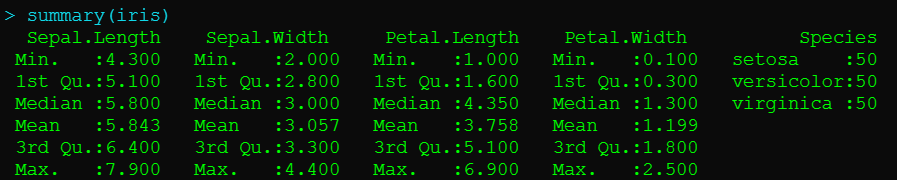 > summary(iris)
  Sepal.Length    Sepal.Width     Petal.Length    Petal.Width          Species
 Min.   :4.300   Min.   :2.000   Min.   :1.000   Min.   :0.100   setosa    :50
 1st Qu.:5.100   1st Qu.:2.800   1st Qu.:1.600   1st Qu.:0.300   versicolor:50
 Median :5.800   Median :3.000   Median :4.350   Median :1.300   virginica :50
 Mean   :5.843   Mean   :3.057   Mean   :3.758   Mean   :1.199
 3rd Qu.:6.400   3rd Qu.:3.300   3rd Qu.:5.100   3rd Qu.:1.800
 Max.   :7.900   Max.   :4.400   Max.   :6.900   Max.   :2.500